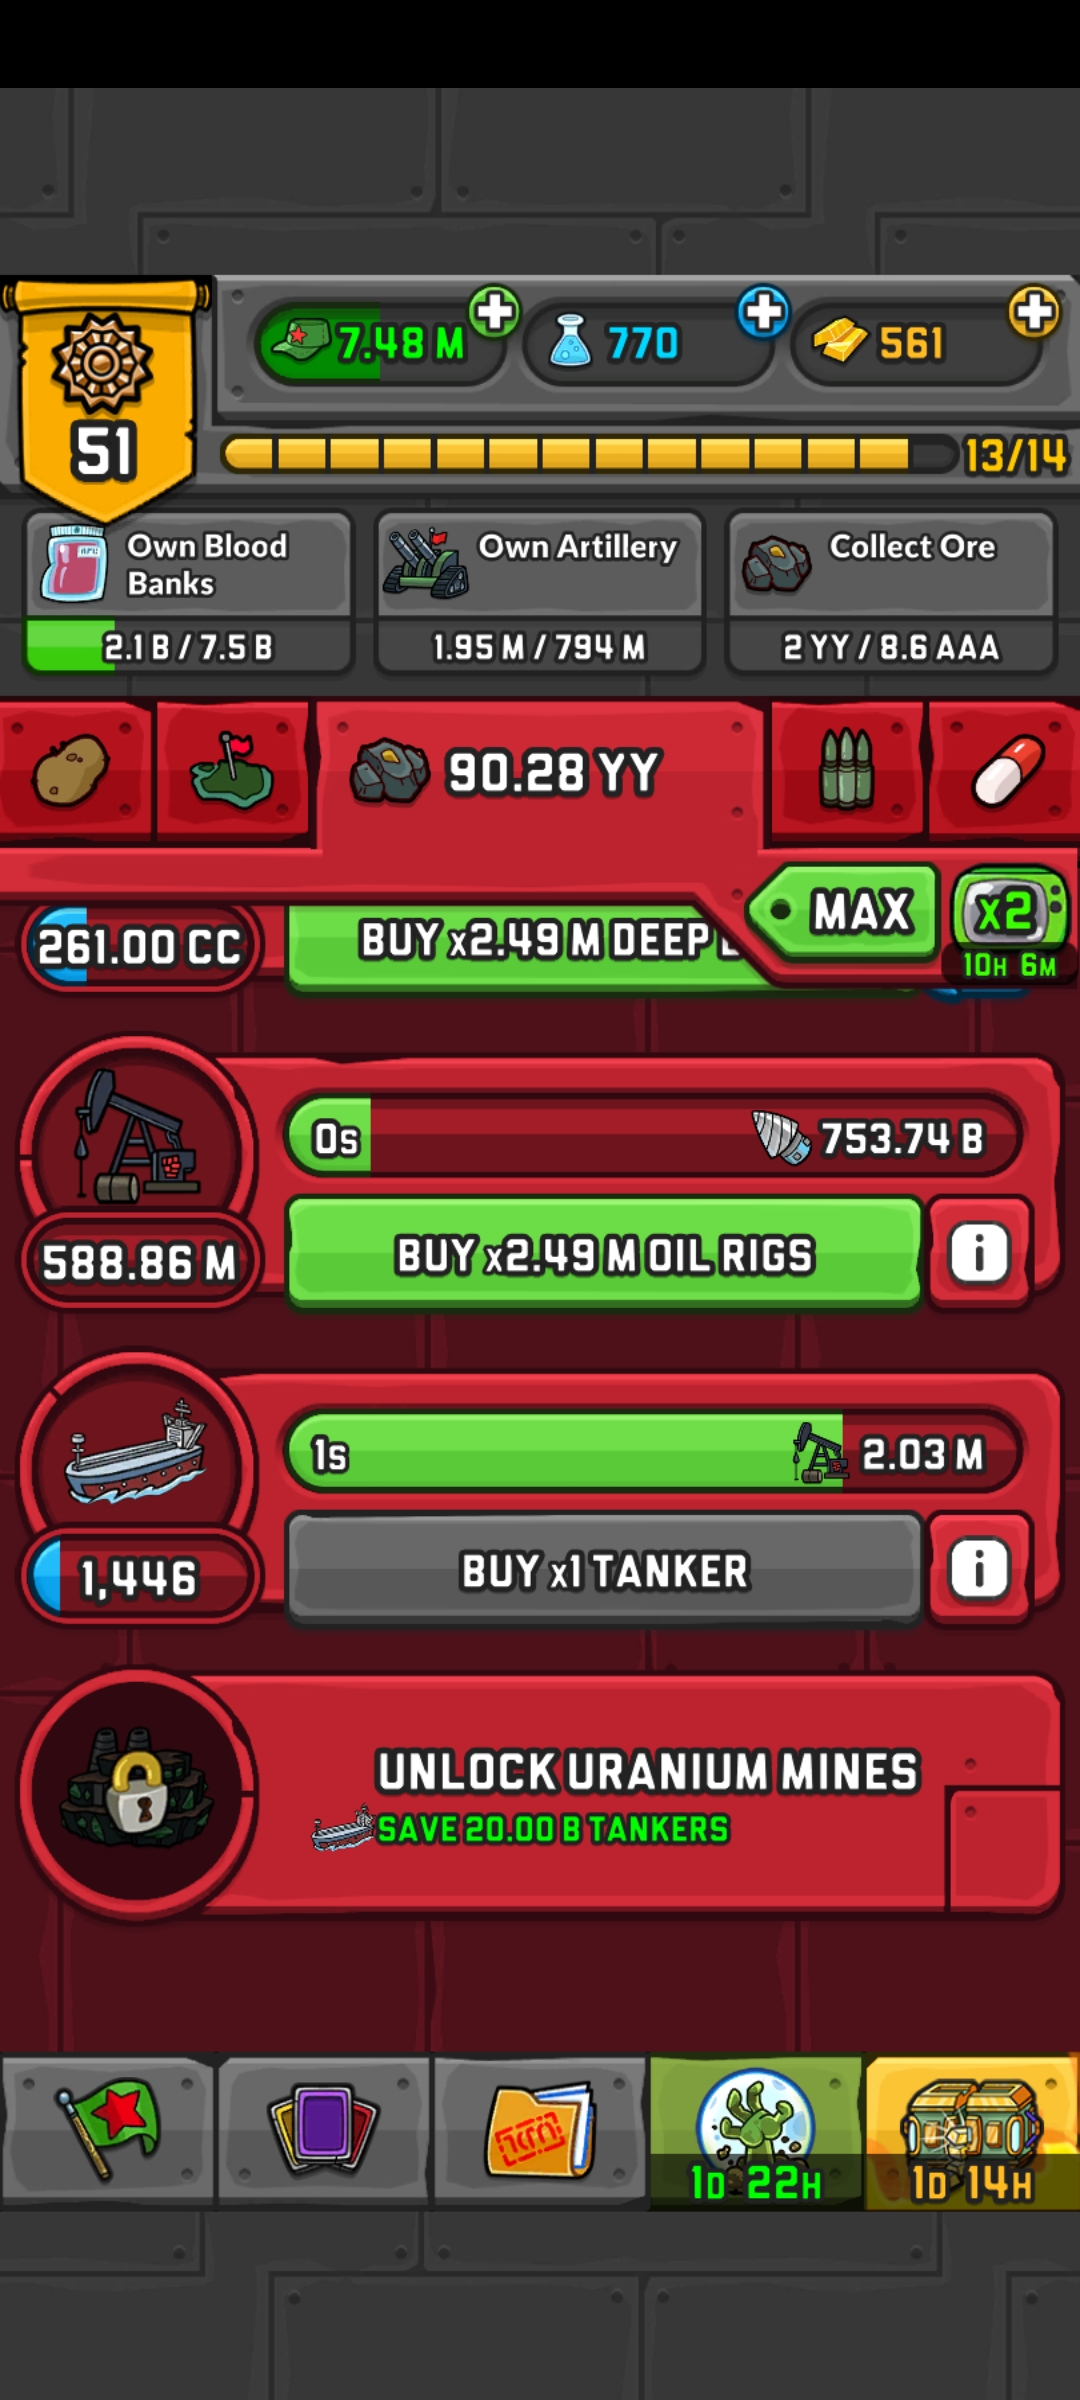 7.48 M
770
561
51
13/14
Own Blood
Banks
2.1 B / 7.5 B
Own Artillery
1.95 M / 794 M
Collect Ore
2 YY / 8.6 AAA
90.28 YY
MAX
x2
10H 6M
261.00 CC
BUY x2.49 M DEEP
0s
753.74 B
588.86 M
BUY x2.49 M OIL RIGS
i
1s
2.03 M
1,446
BUY x1 TANKER
i
UNLOCK URANIUM MINES
SAVE 20.00 B TANKERS
1D 22H
1D 14H